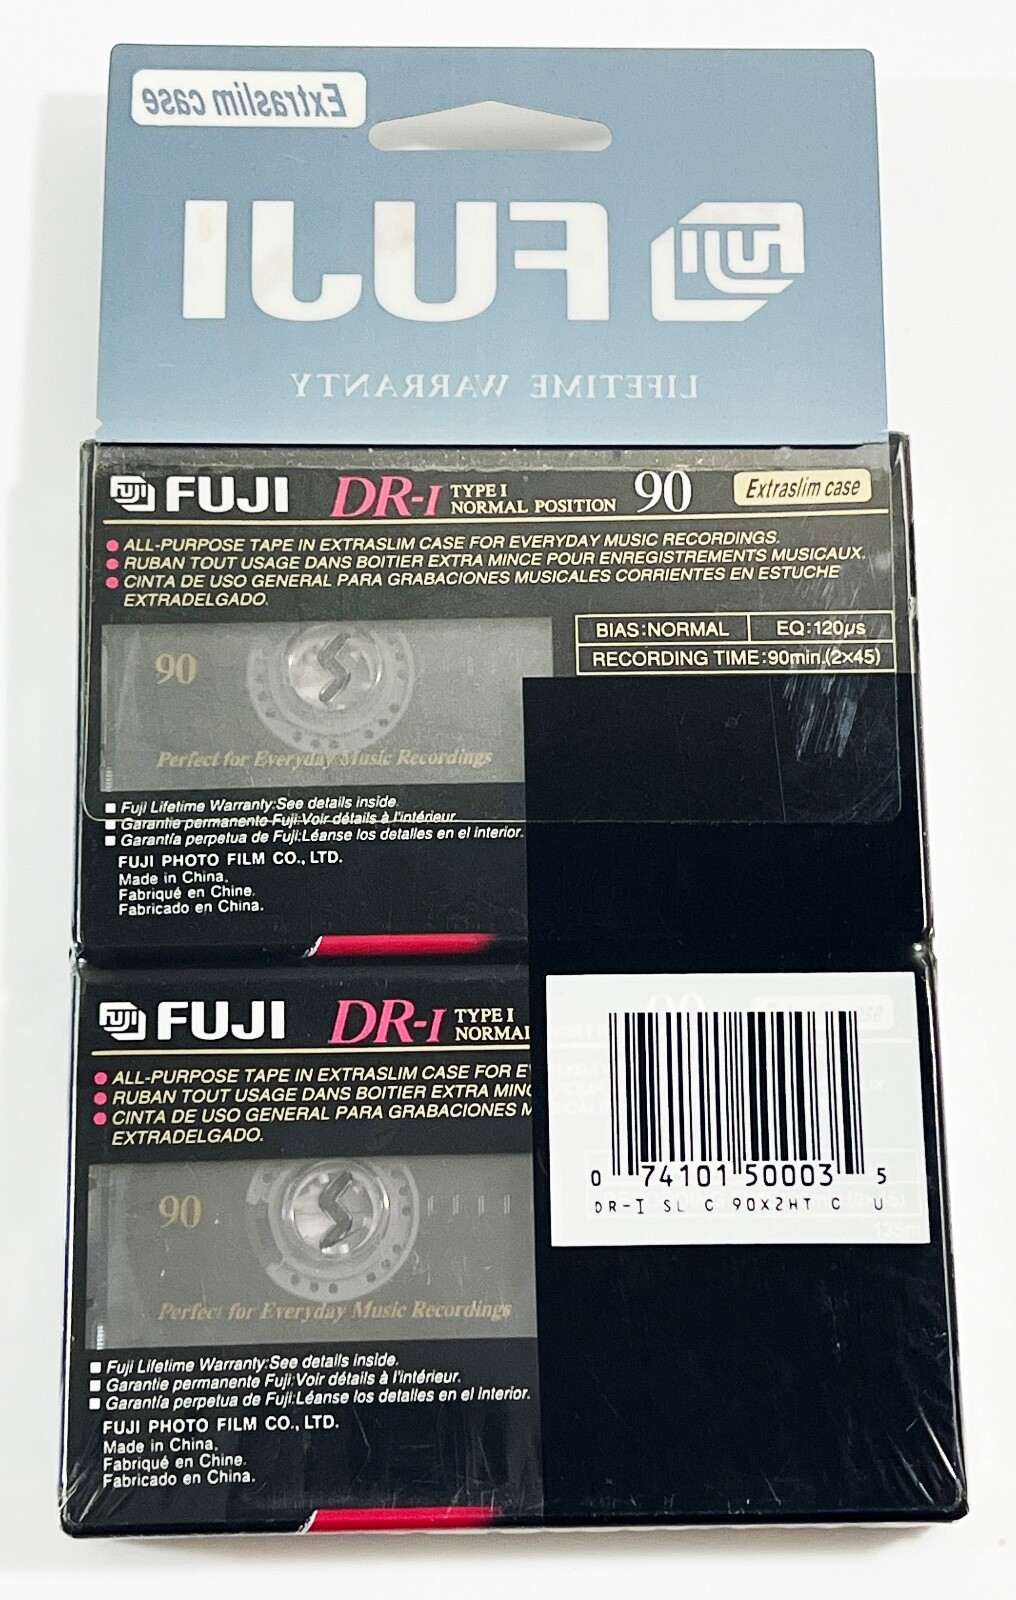 Extraslim case
FUJI FUJI
LIFETIME WARRANTY
FUJI FUJI DR-I TYPE I NORMAL POSITION 90 Extraslim case
ALL-PURPOSE TAPE IN EXTRASLIM CASE FOR EVERYDAY MUSIC RECORDINGS.
RUBAN TOUT USAGE DANS BOITIER EXTRA MINCE POUR ENREGISTREMENTS MUSICAUX.
CINTA DE USO GENERAL PARA GRABACIONES MUSICALES CORRIENTES EN ESTUCHE
EXTRADELGADO.
BIAS:NORMAL EQ:120µs
RECORDING TIME:90min.(2×45)
90
Perfect for Everyday Music Recordings
Fuji Lifetime Warranty:See details inside.
Garantie permanente Fuji:Voir détails à l'intérieur.
Garantía perpetua de Fuji:Léanse los detalles en el interior.
FUJI PHOTO FILM CO., LTD.
Made in China.
Fabriqué en Chine.
Fabricado en China.
FUJI FUJI DR-I TYPE I NORMAL 90
ALL-PURPOSE TAPE IN EXTRASLIM CASE FOR EV
RUBAN TOUT USAGE DANS BOITIER EXTRA MINC
CINTA DE USO GENERAL PARA GRABACIONES M
EXTRADELGADO.
0 74101 50003 5
DR-I SL C 90X2HT C U
135m
90
Perfect for Everyday Music Recordings
Fuji Lifetime Warranty:See details inside.
Garantie permanente Fuji:Voir détails à l'intérieur.
Garantía perpetua de Fuji:Léanse los detalles en el interior.
FUJI PHOTO FILM CO., LTD.
Made in China.
Fabriqué en Chine.
Fabricado en China.